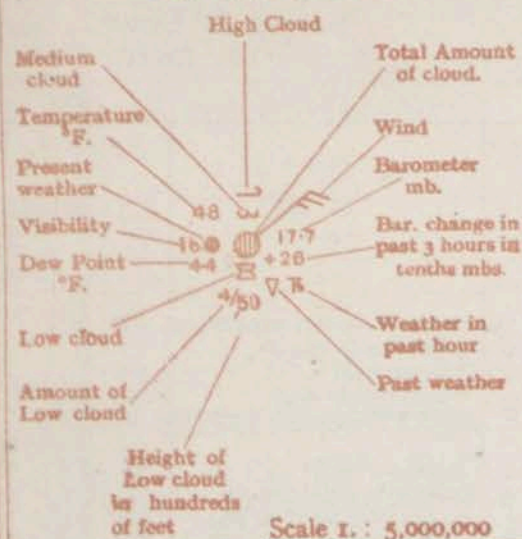 High Cloud
Medium
cloud
Total Amount
of cloud.
Temperature
°F.
Wind
Present
weather
Barometer
mb.
48
Visibility
16
17.7
Bar. change in
past 3 hours in
tenths mbs.
Dew Point
°F.
44
+26
4/50
Low cloud
Weather in
past hour
Amount of
Low cloud
Past weather
Height of
Low cloud
in hundreds
of feet
Scale 1. : 5,000,000